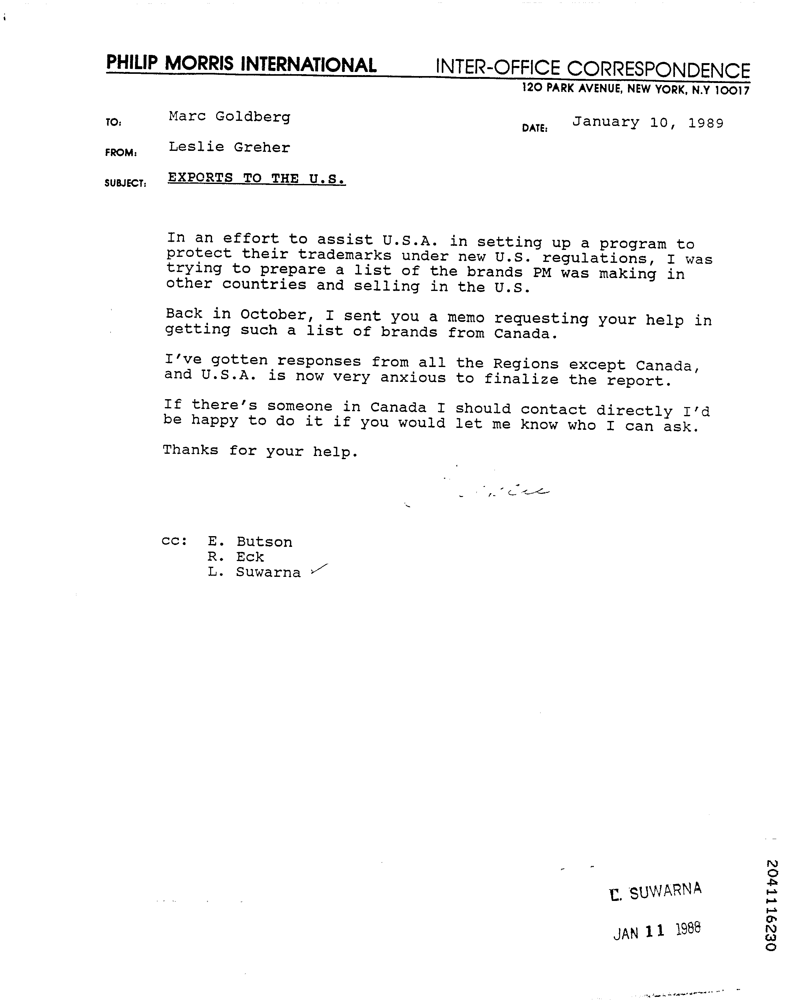 PHILIP MORRIS INTERNATIONAL INTER-OFFICE CORRESPONDENCE
120 PARK AVENUE, NEW YORK, N.Y 10017
TO: Marc Goldberg DATE: January 10, 1989
FROM: Leslie Greher
SUBJECT: EXPORTS TO THE U.S.
In an effort to assist U.S.A. in setting up a program to
protect their trademarks under new U.S. regulations, I was
trying to prepare a list of the brands PM was making in
other countries and selling in the U.S.
Back in October, I sent you a memo requesting your help in
getting such a list of brands from Canada.
I've gotten responses from all the Regions except Canada,
and U.S.A. is now very anxious to finalize the report.
If there's someone in Canada I should contact directly I'd
be happy to do it if you would let me know who I can ask.
Thanks for your help.
cc: E. Butson
R. Eck
L. Suwarna
SUWARNA
JAN 11 1988
2041116230